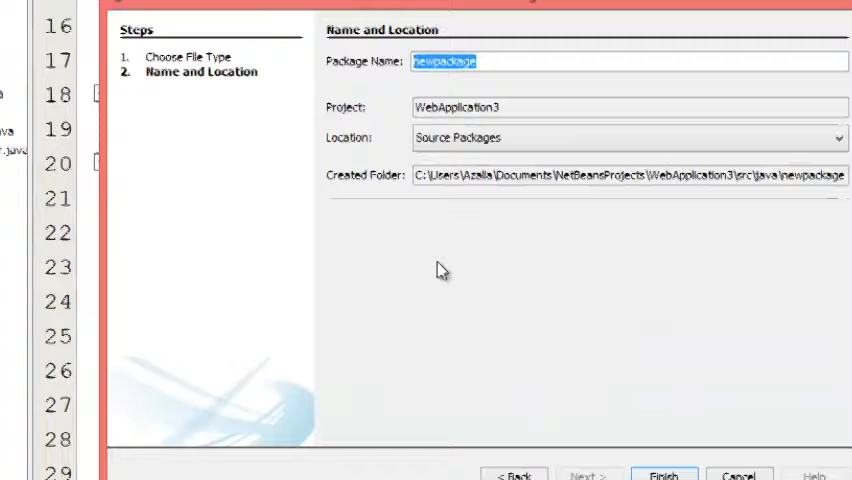 16
Steps
Name and Location
1. Choose File Type
17
Package Name: newpackage
2. Name and Location
18
Project: WebApplication3
19
Location: Source Packages
20
Created Folder: C:\Users\Azalia\Documents\NetBeansProjects\WebApplication3\src\java\newpackage
21
22
23
24
25
26
27
28
29
< Back Next > Finish Cancel Help